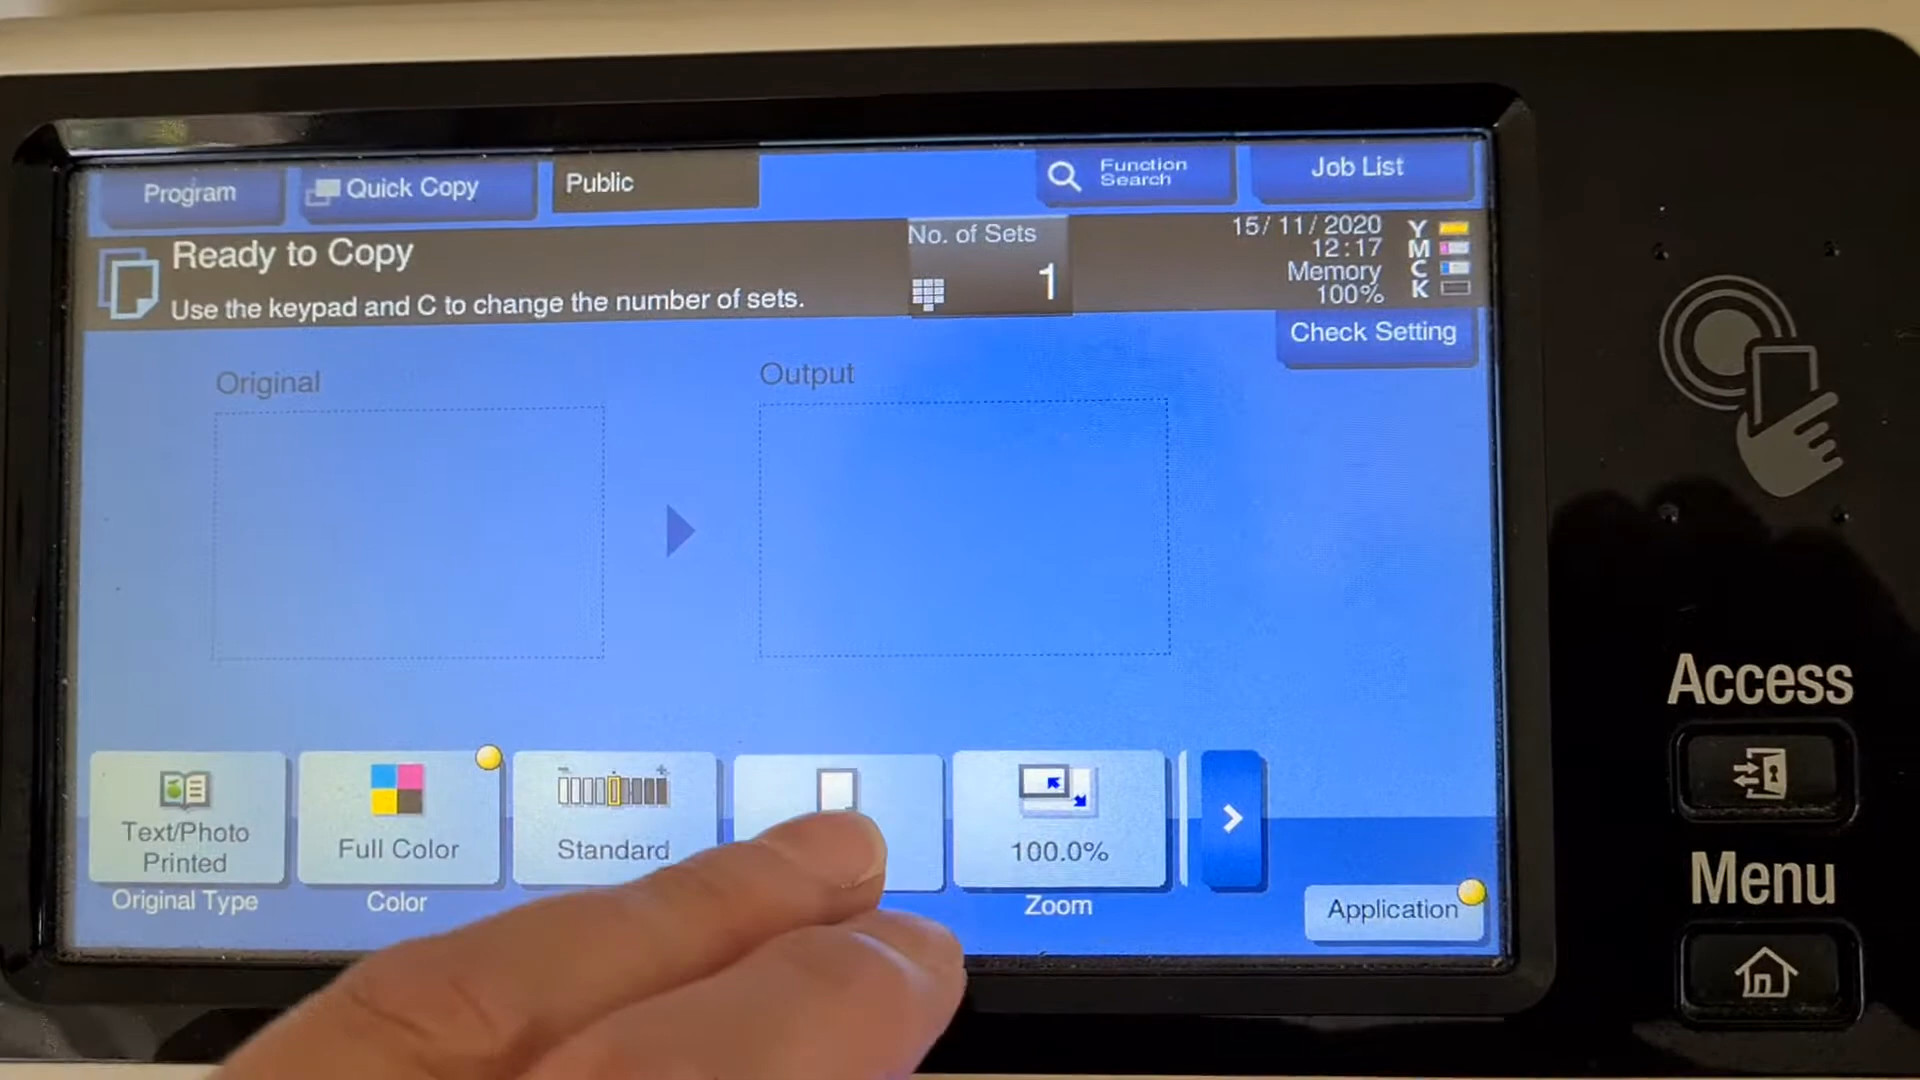 Program
Quick Copy
Public
Function
Search
Job List
Ready to Copy
Use the keypad and C to change the number of sets.
No. of Sets
1
15/11/2020
12:17
Memory
100%
Y
M
C
K
Check Setting
Original
Output
Text/Photo
Printed
Original Type
Full Color
Color
- +
Standard
100.0%
Zoom
Application
Access
Menu